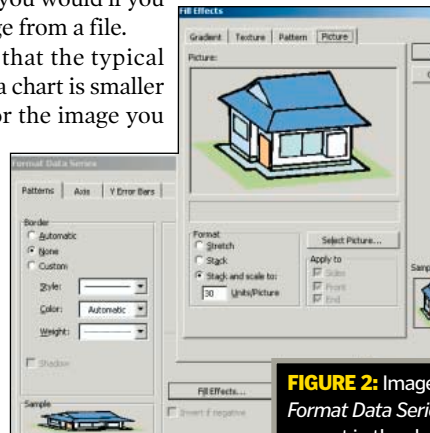 you would if you
ge from a file.
that the typical
a chart is smaller
or the image you
Fill Effects
Gradient Texture Pattern Picture
Picture:
Format
Stretch
Stack
Stack and scale to:
30 Units/Picture
Select Picture...
Apply to
Sides
Front
End
Format Data Series
Patterns Axis Y Error Bars
Border
Automatic
None
Custom
Style:
Color: Automatic
Weight:
Shadow
Sample
Fill Effects...
Invert if negative
FIGURE 2: Image
Format Data Serie